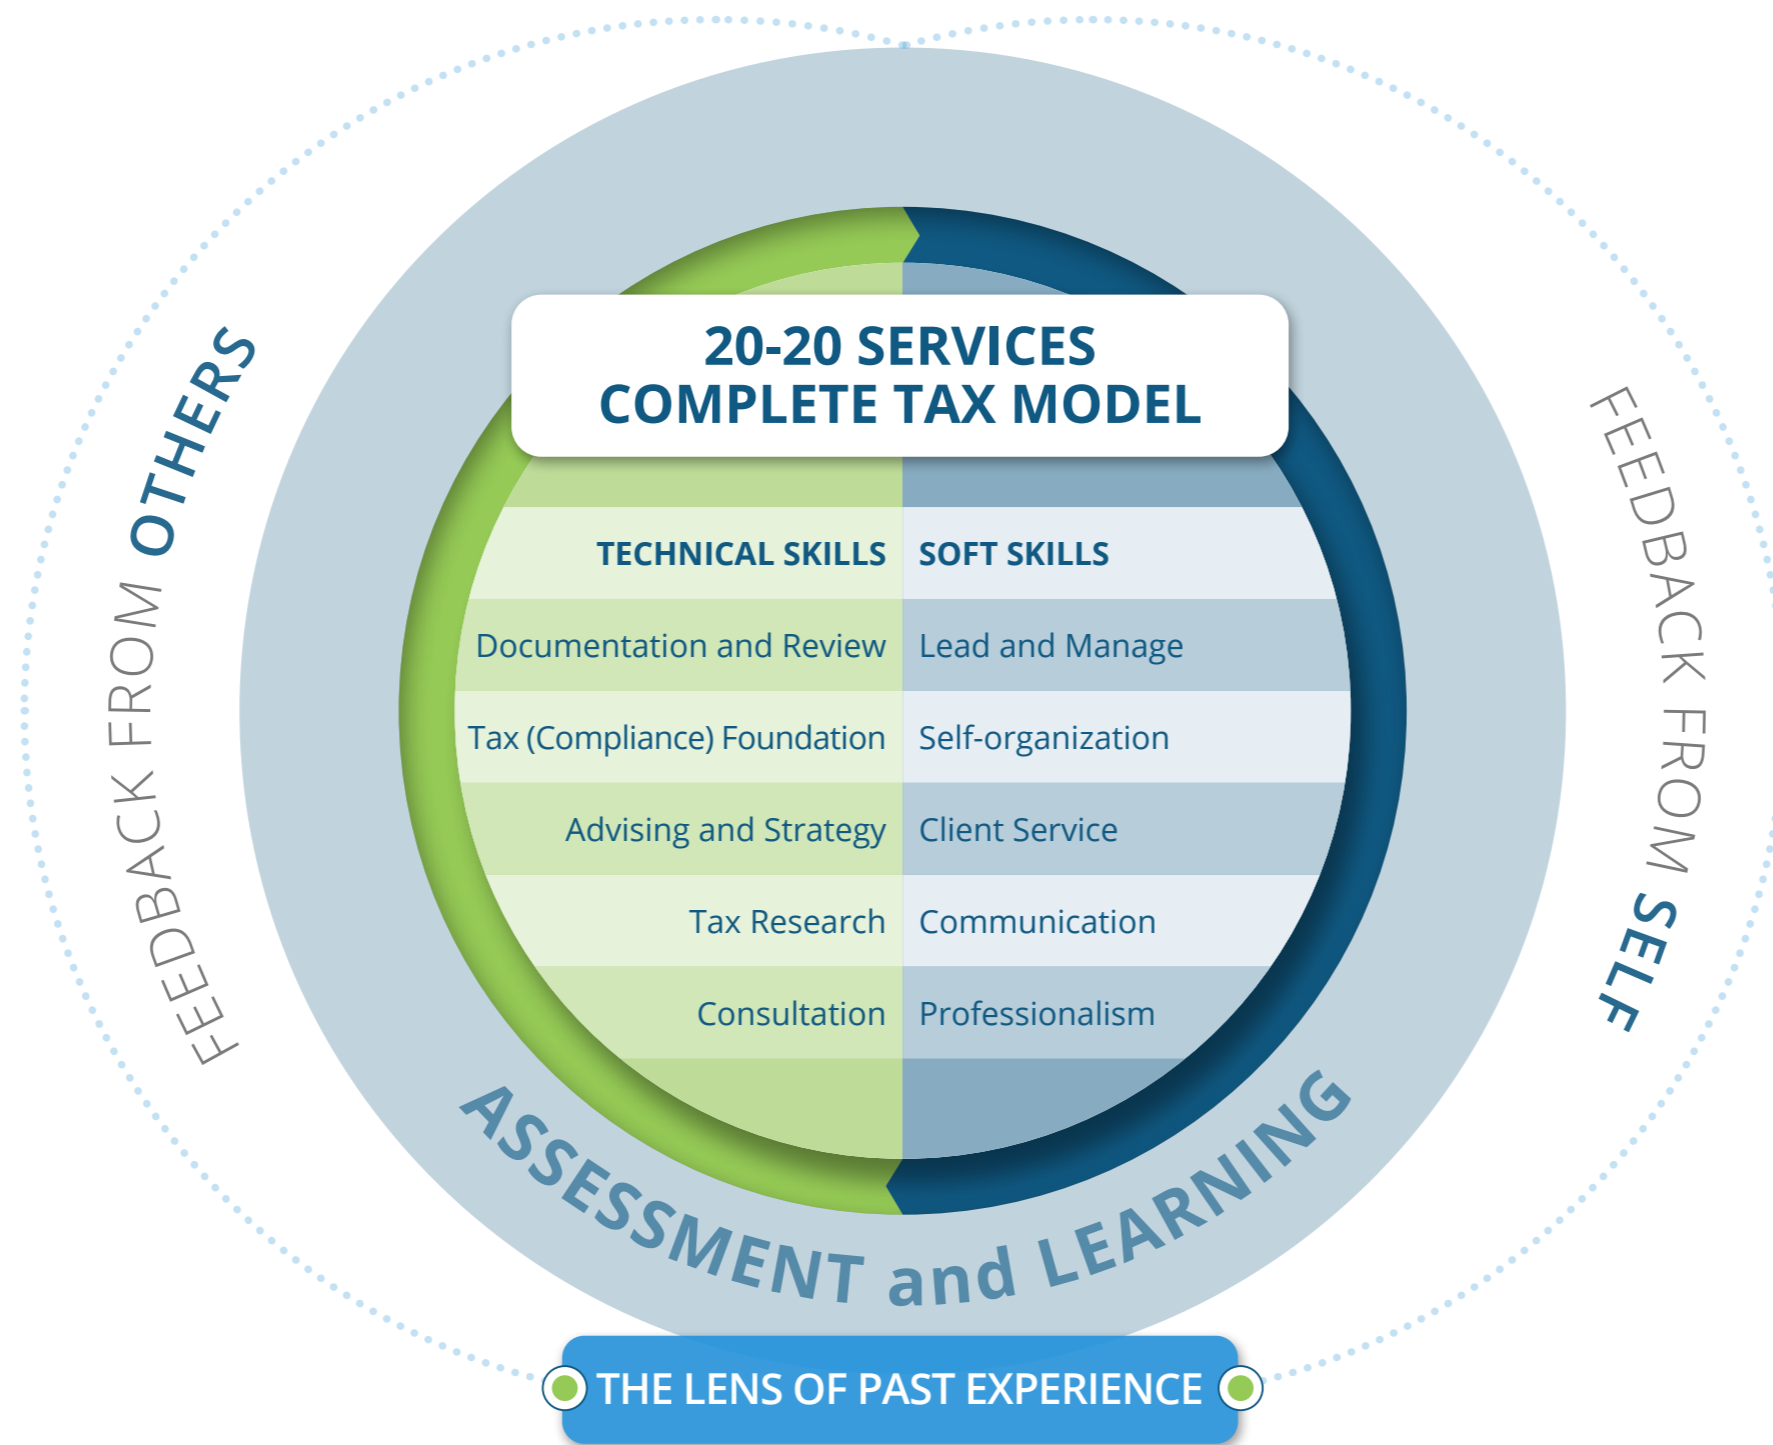 20-20 SERVICES
COMPLETE TAX MODEL
TECHNICAL SKILLS
SOFT SKILLS
Documentation and Review
Lead and Manage
Tax (Compliance) Foundation
Self-organization
Advising and Strategy
Client Service
Tax Research
Communication
Consultation
Professionalism
FEEDBACK FROM OTHERS
FEEDBACK FROM SELF
ASSESSMENT and LEARNING
THE LENS OF PAST EXPERIENCE